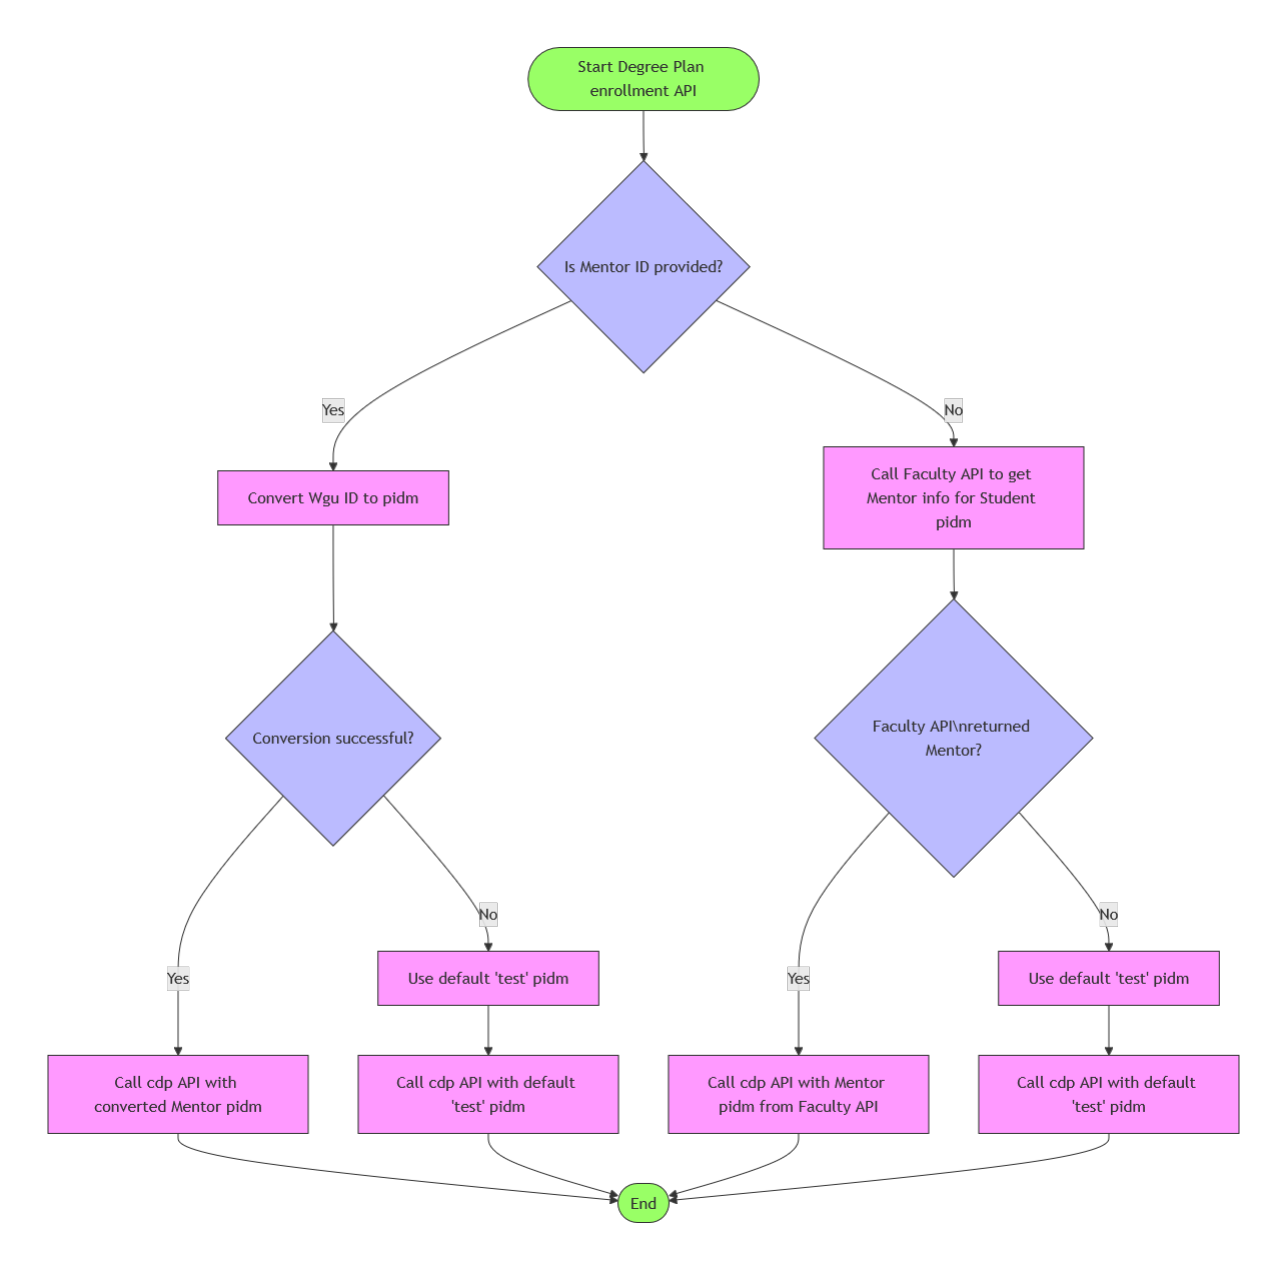 Start Degree Plan
enrollment API
Is Mentor ID provided?
Yes
No
Convert Wgu ID to pidm
Call Faculty API to get
Mentor info for Student
pidm
Conversion successful?
Faculty API\nreturned
Mentor?
No
No
Yes
Use default 'test' pidm
Yes
Use default 'test' pidm
Call cdp API with
converted Mentor pidm
Call cdp API with default
'test' pidm
Call cdp API with Mentor
pidm from Faculty API
Call cdp API with default
'test' pidm
End